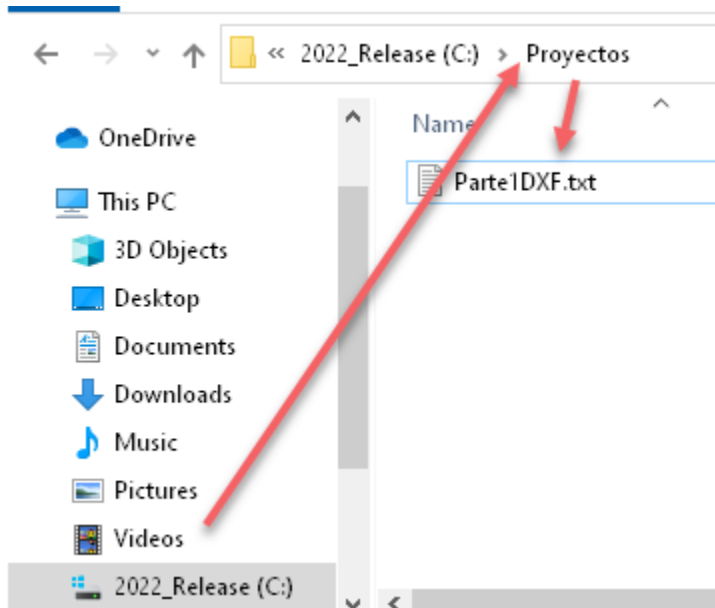 « 2022_Release (C:) › Proyectos
OneDrive
This PC
3D Objects
Desktop
Documents
Downloads
Music
Pictures
Videos
2022_Release (C:)
Name
Parte1DXF.txt